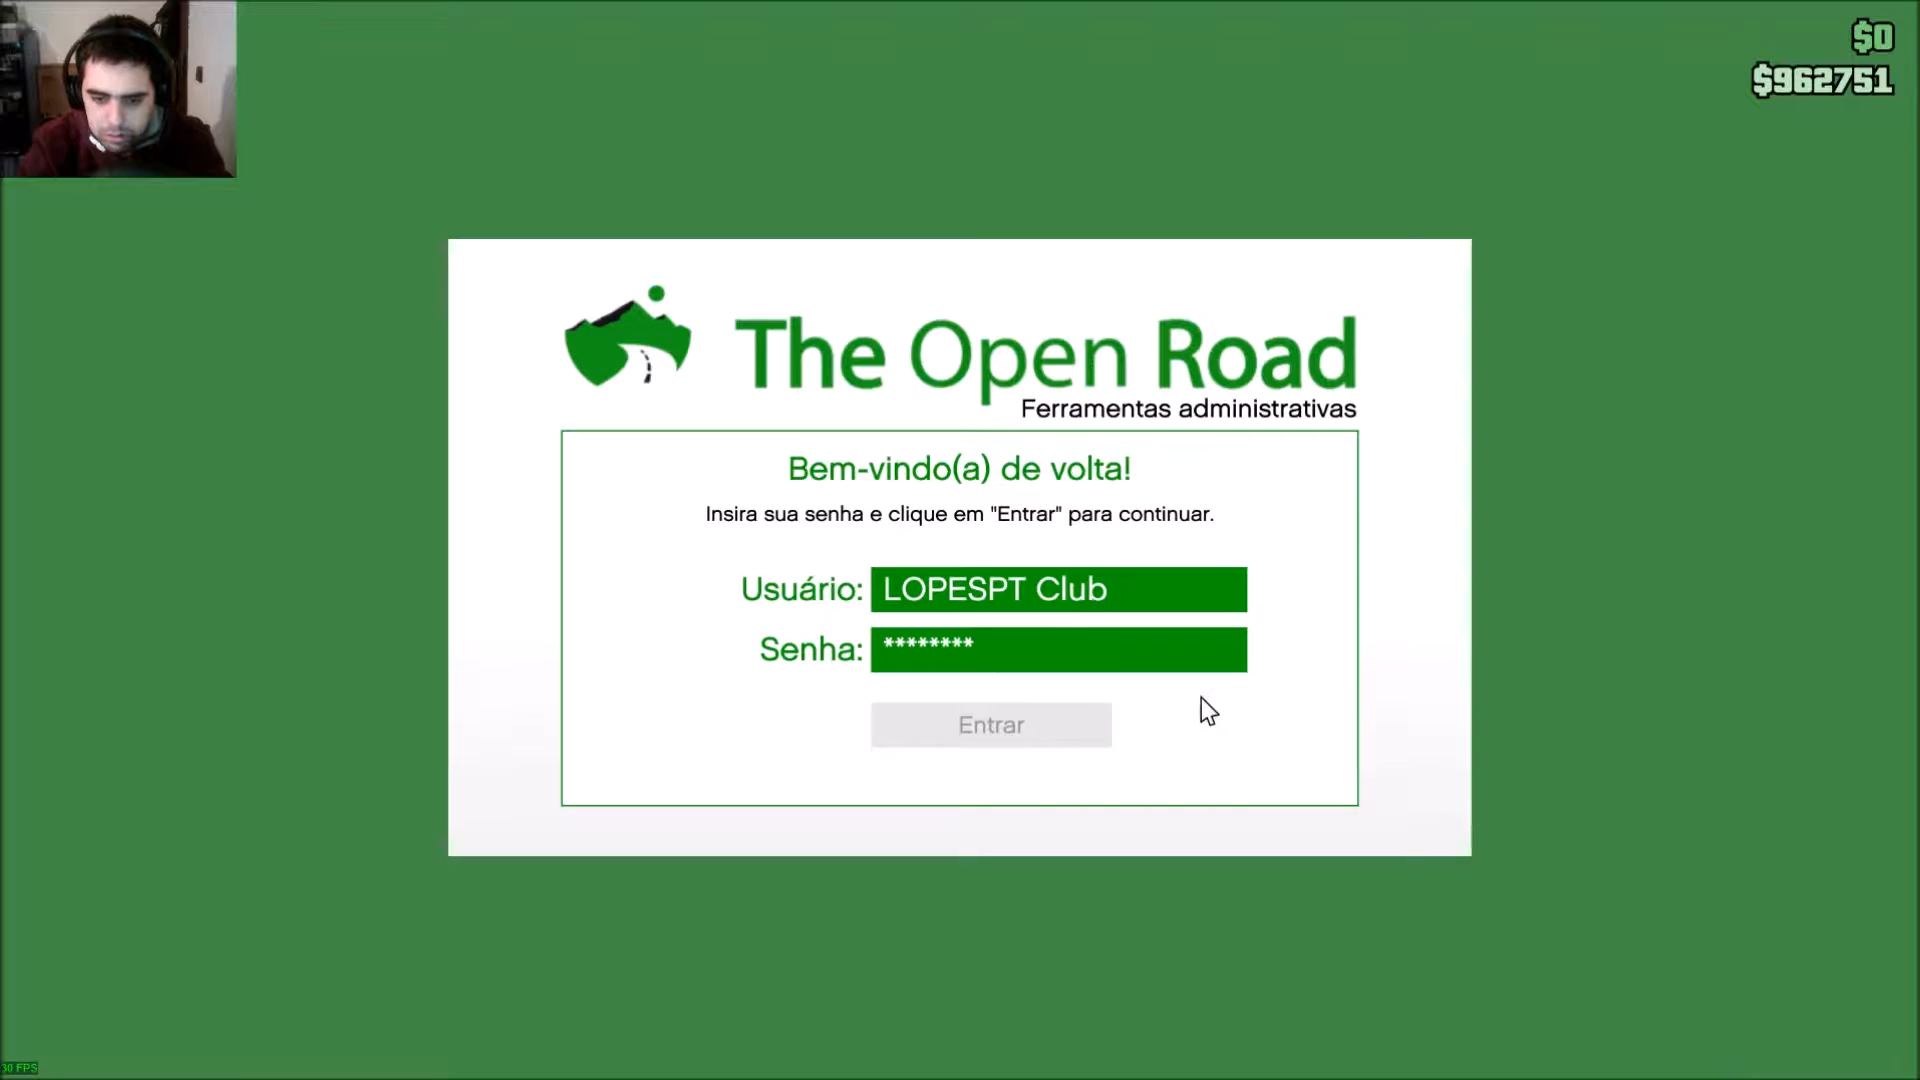 $0
$962751
The Open Road
Ferramentas administrativas
Bem-vindo(a) de volta!
Insira sua senha e clique em "Entrar" para continuar.
Usuário: LOPESPT Club
Senha: ********
Entrar
30 FPS